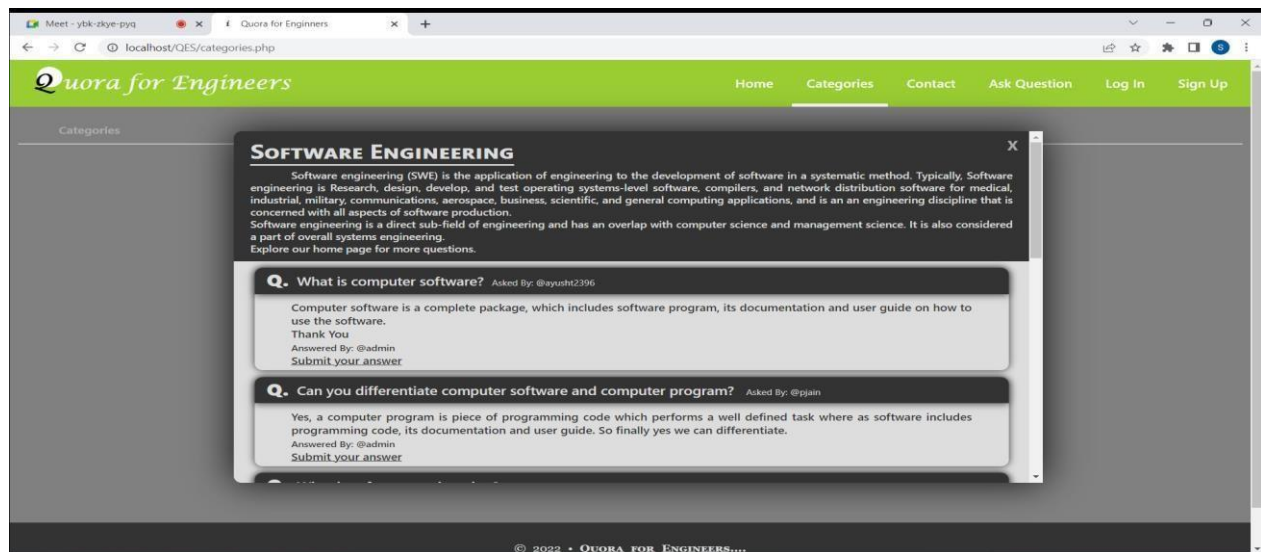 Meet - ybk-zkye-pyq
Quora for Enginners
localhost/QES/categories.php
S
Quora for Engineers
Home Categories Contact Ask Question Log In Sign Up
Categories
SOFTWARE ENGINEERING
X
Software engineering (SWE) is the application of engineering to the development of software in a systematic method. Typically, Software
engineering is Research, design, develop, and test operating systems-level software, compilers, and network distribution software for medical,
industrial, military, communications, aerospace, business, scientific, and general computing applications, and is an an engineering discipline that is
concerned with all aspects of software production.
Software engineering is a direct sub-field of engineering and has an overlap with computer science and management science. It is also considered
a part of overall systems engineering.
Explore our home page for more questions.
Q. What is computer software? Asked By: @ayusht2396
Computer software is a complete package, which includes software program, its documentation and user guide on how to
use the software.
Thank You
Answered By: @admin
Submit your answer
Q. Can you differentiate computer software and computer program? Asked By: @pjain
Yes, a computer program is piece of programming code which performs a well defined task where as software includes
programming code, its documentation and user guide. So finally yes we can differentiate.
Answered By: @admin
Submit your answer
© 2022 • QUORA FOR ENGINEERS....